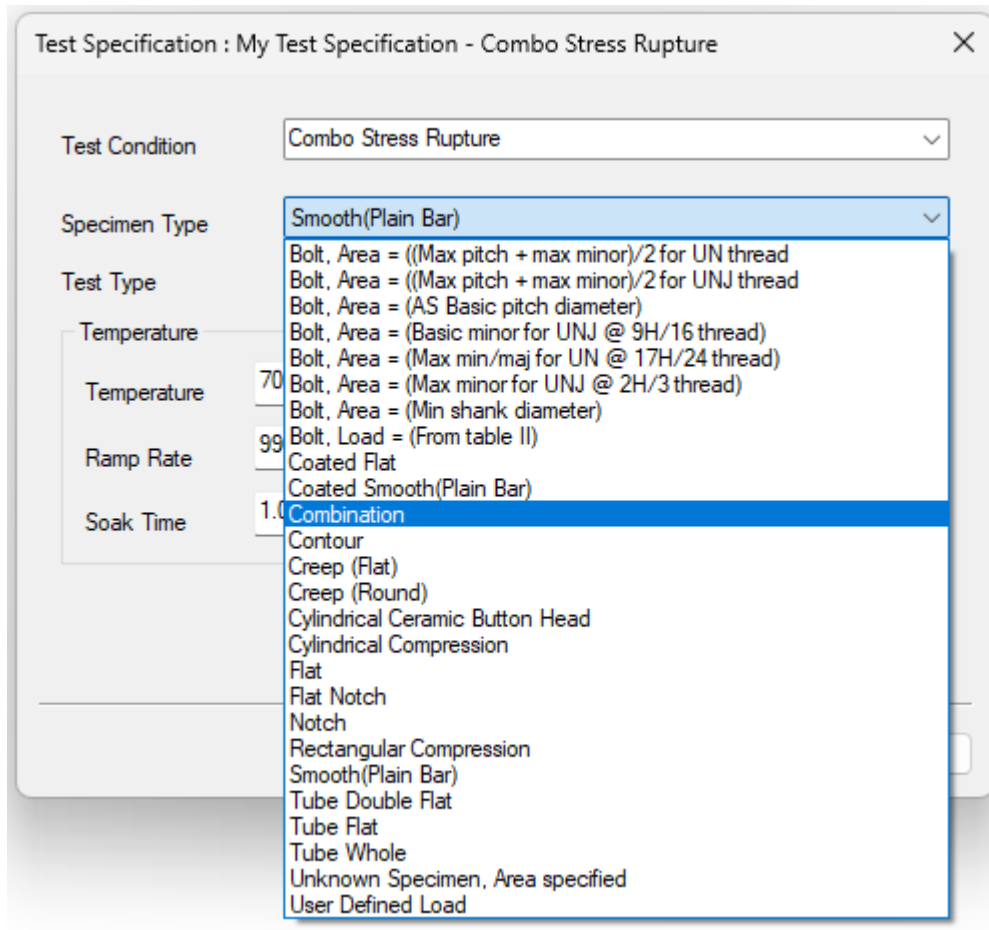 Test Specification : My Test Specification - Combo Stress Rupture
Test Condition
Combo Stress Rupture
Specimen Type
Smooth(Plain Bar)
Bolt, Area = ((Max pitch + max minor)/2 for UN thread
Test Type
Bolt, Area = ((Max pitch + max minor)/2 for UNJ thread
Bolt, Area = (AS Basic pitch diameter)
Temperature
Bolt, Area = (Basic minor for UNJ @ 9H/16 thread)
Bolt, Area = (Max min/maj for UN @ 17H/24 thread)
Temperature
70
Bolt, Area = (Max minor for UNJ @ 2H/3 thread)
Bolt, Area = (Min shank diameter)
Ramp Rate
99
Bolt, Load = (From table II)
Coated Flat
Coated Smooth(Plain Bar)
Soak Time
1.0
Combination
Contour
Creep (Flat)
Creep (Round)
Cylindrical Ceramic Button Head
Cylindrical Compression
Flat
Flat Notch
Notch
Rectangular Compression
Smooth(Plain Bar)
Tube Double Flat
Tube Flat
Tube Whole
Unknown Specimen, Area specified
User Defined Load